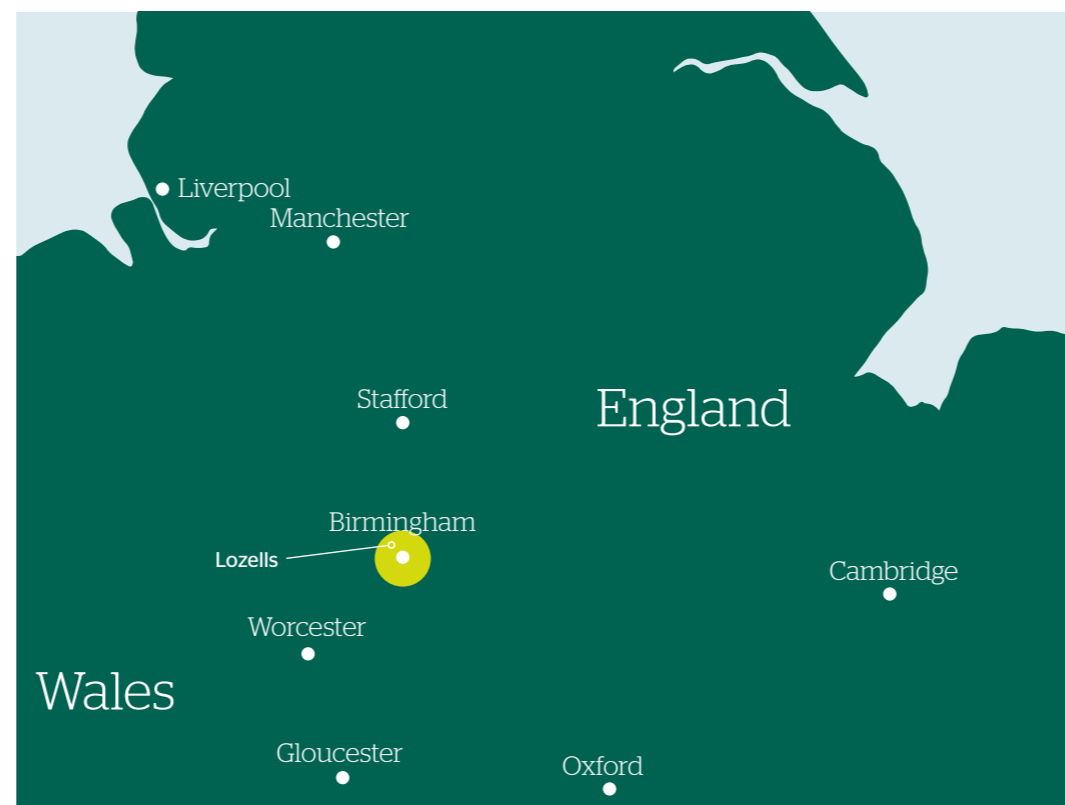 Liverpool
Manchester
Stafford
England
Birmingham
Lozells
Cambridge
Worcester
Wales
Gloucester
Oxford